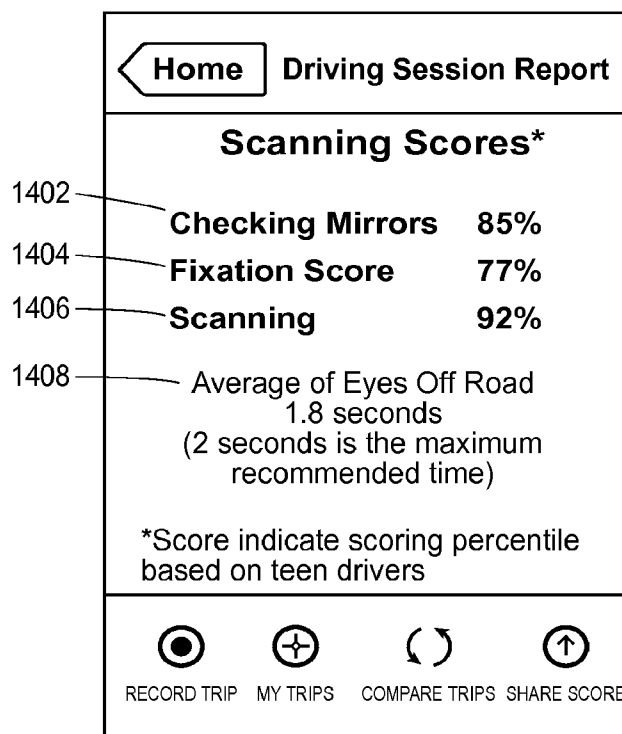 Home Driving Session Report
Scanning Scores*
1402
Checking Mirrors 85%
1404
Fixation Score 77%
1406
Scanning 92%
1408
Average of Eyes Off Road
1.8 seconds
(2 seconds is the maximum
recommended time)
*Score indicate scoring percentile
based on teen drivers
RECORD TRIP MY TRIPS COMPARE TRIPS SHARE SCORE